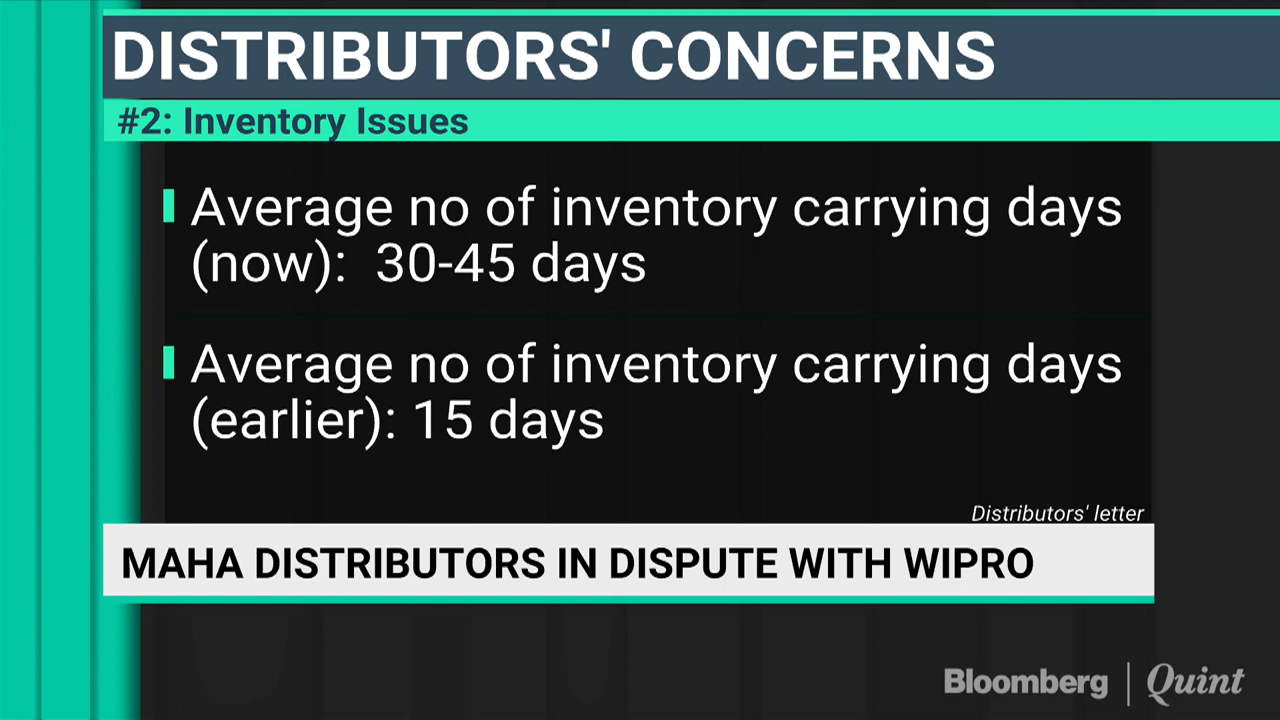 DISTRIBUTORS' CONCERNS
#2: Inventory Issues
Average no of inventory carrying days
(now):  30-45 days
Average no of inventory carrying days
(earlier): 15 days
Distributors' letter
MAHA DISTRIBUTORS IN DISPUTE WITH WIPRO
Bloomberg | Quint